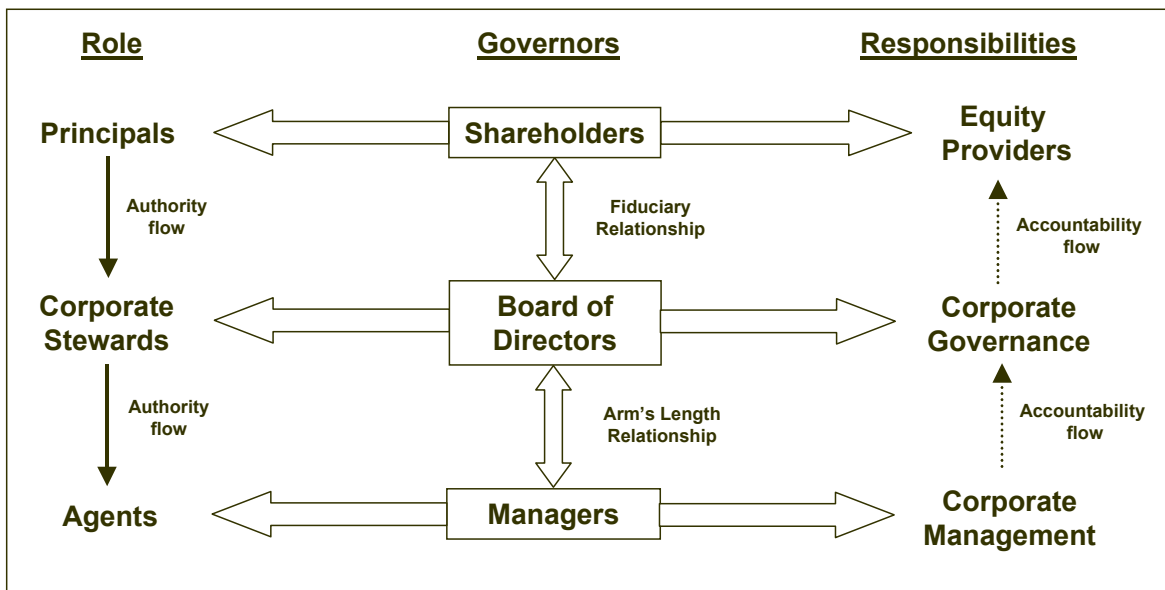 Role
Governors
Responsibilities
Principals
Shareholders
Equity
Providers
Authority
flow
Fiduciary
Relationship
Accountability
flow
Corporate
Stewards
Board of
Directors
Corporate
Governance
Authority
flow
Arm's Length
Relationship
Accountability
flow
Agents
Managers
Corporate
Management